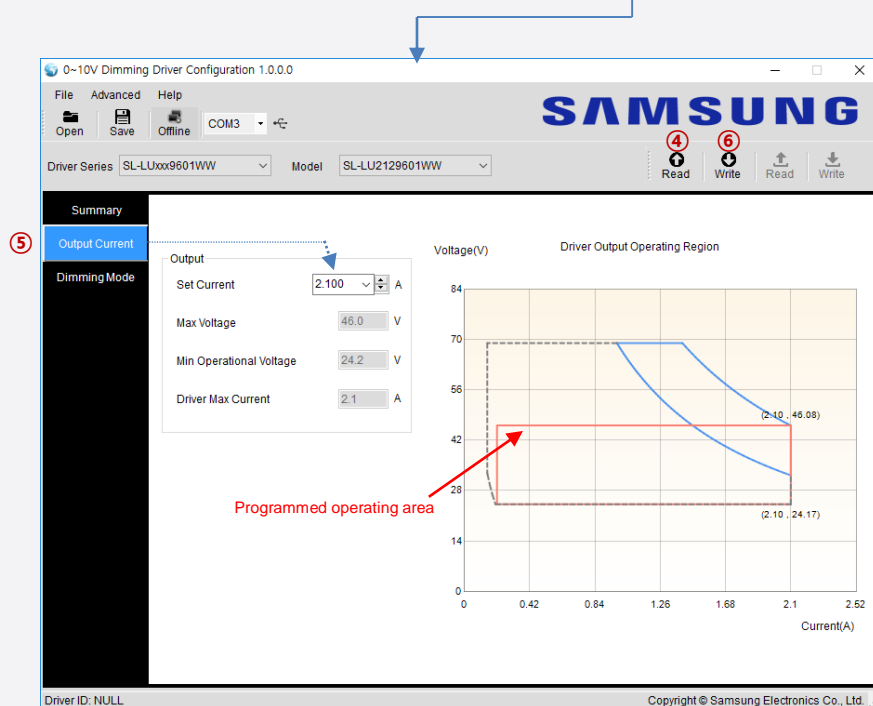 0~10V Dimming Driver Configuration 1.0.0.0
File Advanced Help
Open Save Offline COM3
SAMSUNG
④ ⑥
Driver Series SL-LUxxx9601WW Model SL-LU2129601WW
Read Write Read Write
Summary
⑤ Output Current
Dimming Mode
Output
Set Current 2.100 A
Max Voltage 46.0 V
Min Operational Voltage 24.2 V
Driver Max Current 2.1 A
Programmed operating area
Voltage(V) Driver Output Operating Region
84
70
56
(2.10 , 46.08)
42
28
(2.10 , 24.17)
14
0
0 0.42 0.84 1.26 1.68 2.1 2.52
Current(A)
Driver ID: NULL Copyright © Samsung Electronics Co., Ltd.